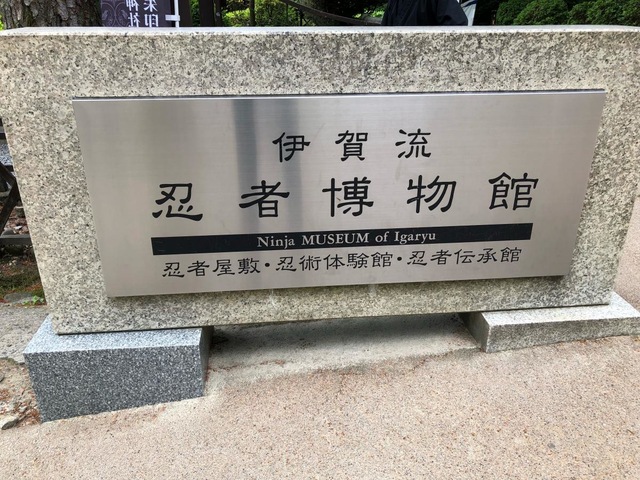 伊賀流
忍者博物館
Ninja MUSEUM of Igaryu
忍者屋敷・忍術体験館・忍者伝承館